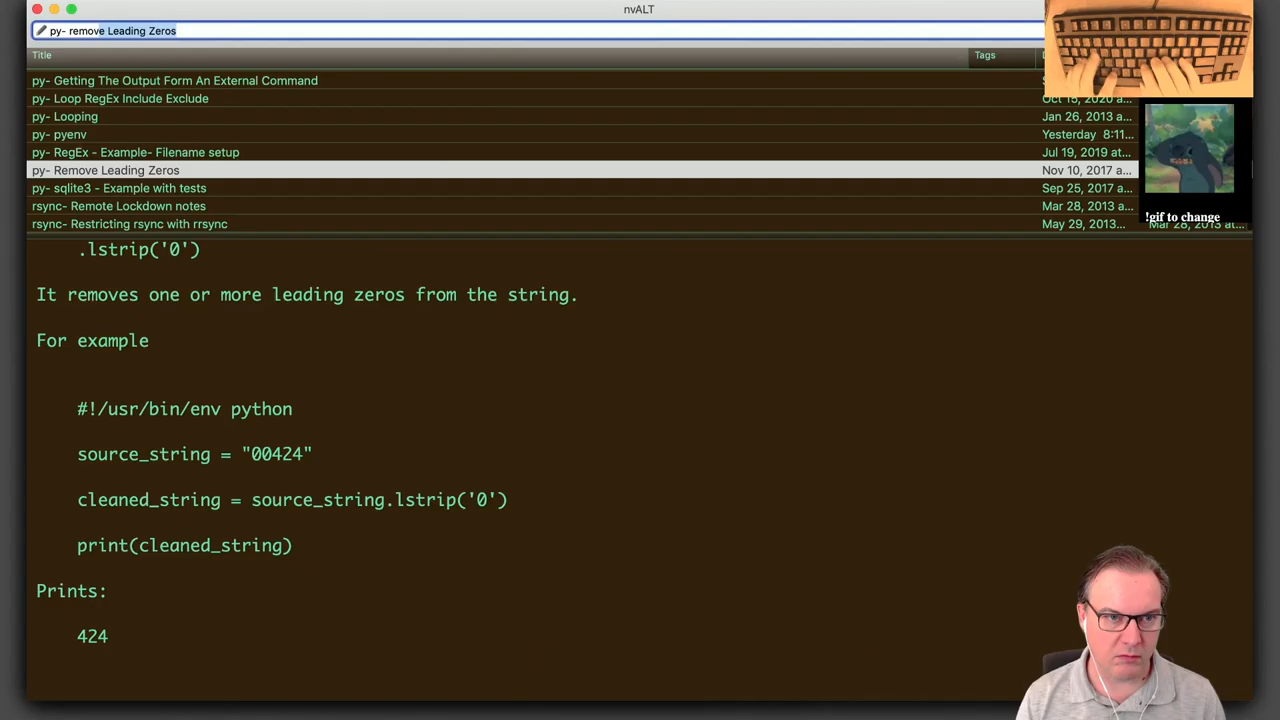 nvALT
py- remove Leading Zeros
Title
Tags
py- Getting The Output Form An External Command
py- Loop RegEx Include Exclude
Oct 15, 2020 a...
py- Looping
Jan 26, 2013 a...
py- pyenv
Yesterday 8:11...
py- RegEx - Example- Filename setup
Jul 19, 2019 at...
py- Remove Leading Zeros
Nov 10, 2017 a...
py- sqlite3 - Example with tests
Sep 25, 2017 a...
rsync- Remote Lockdown notes
Mar 28, 2013 a...
rsync- Restricting rsync with rrsync
May 29, 2013...
Mar 28, 2013 at...
!gif to change
.lstrip('0')
It removes one or more leading zeros from the string.
For example
#!/usr/bin/env python
source_string = "00424"
cleaned_string = source_string.lstrip('0')
print(cleaned_string)
Prints:
424